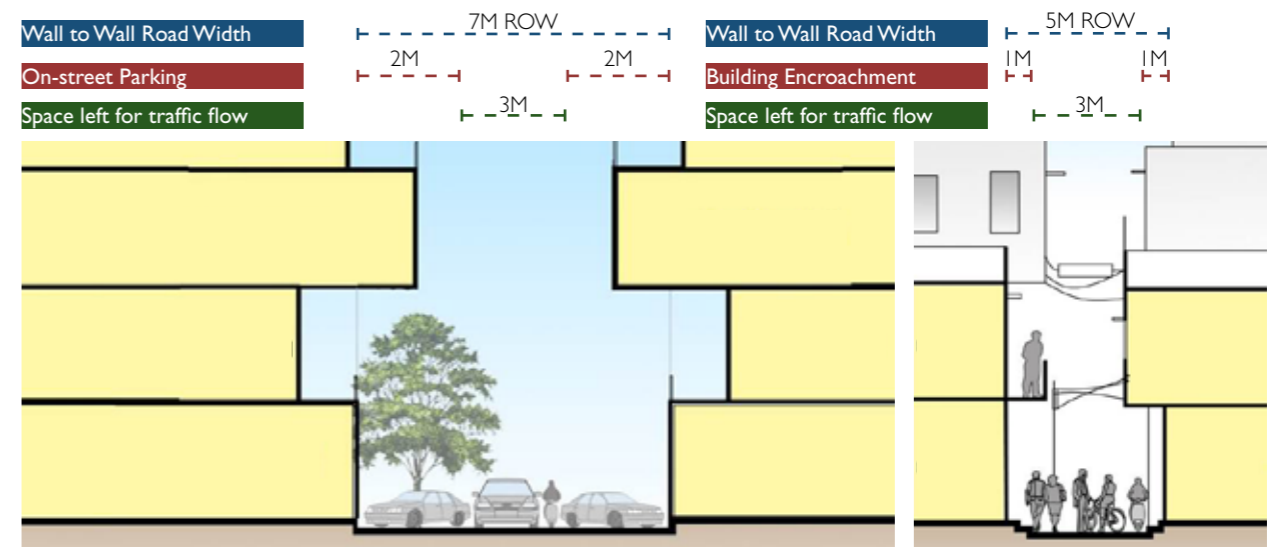 Wall to Wall Road Width
7M ROW
On-street Parking
2M
2M
Space left for traffic flow
3M
Wall to Wall Road Width
5M ROW
Building Encroachment
1M
1M
Space left for traffic flow
3M